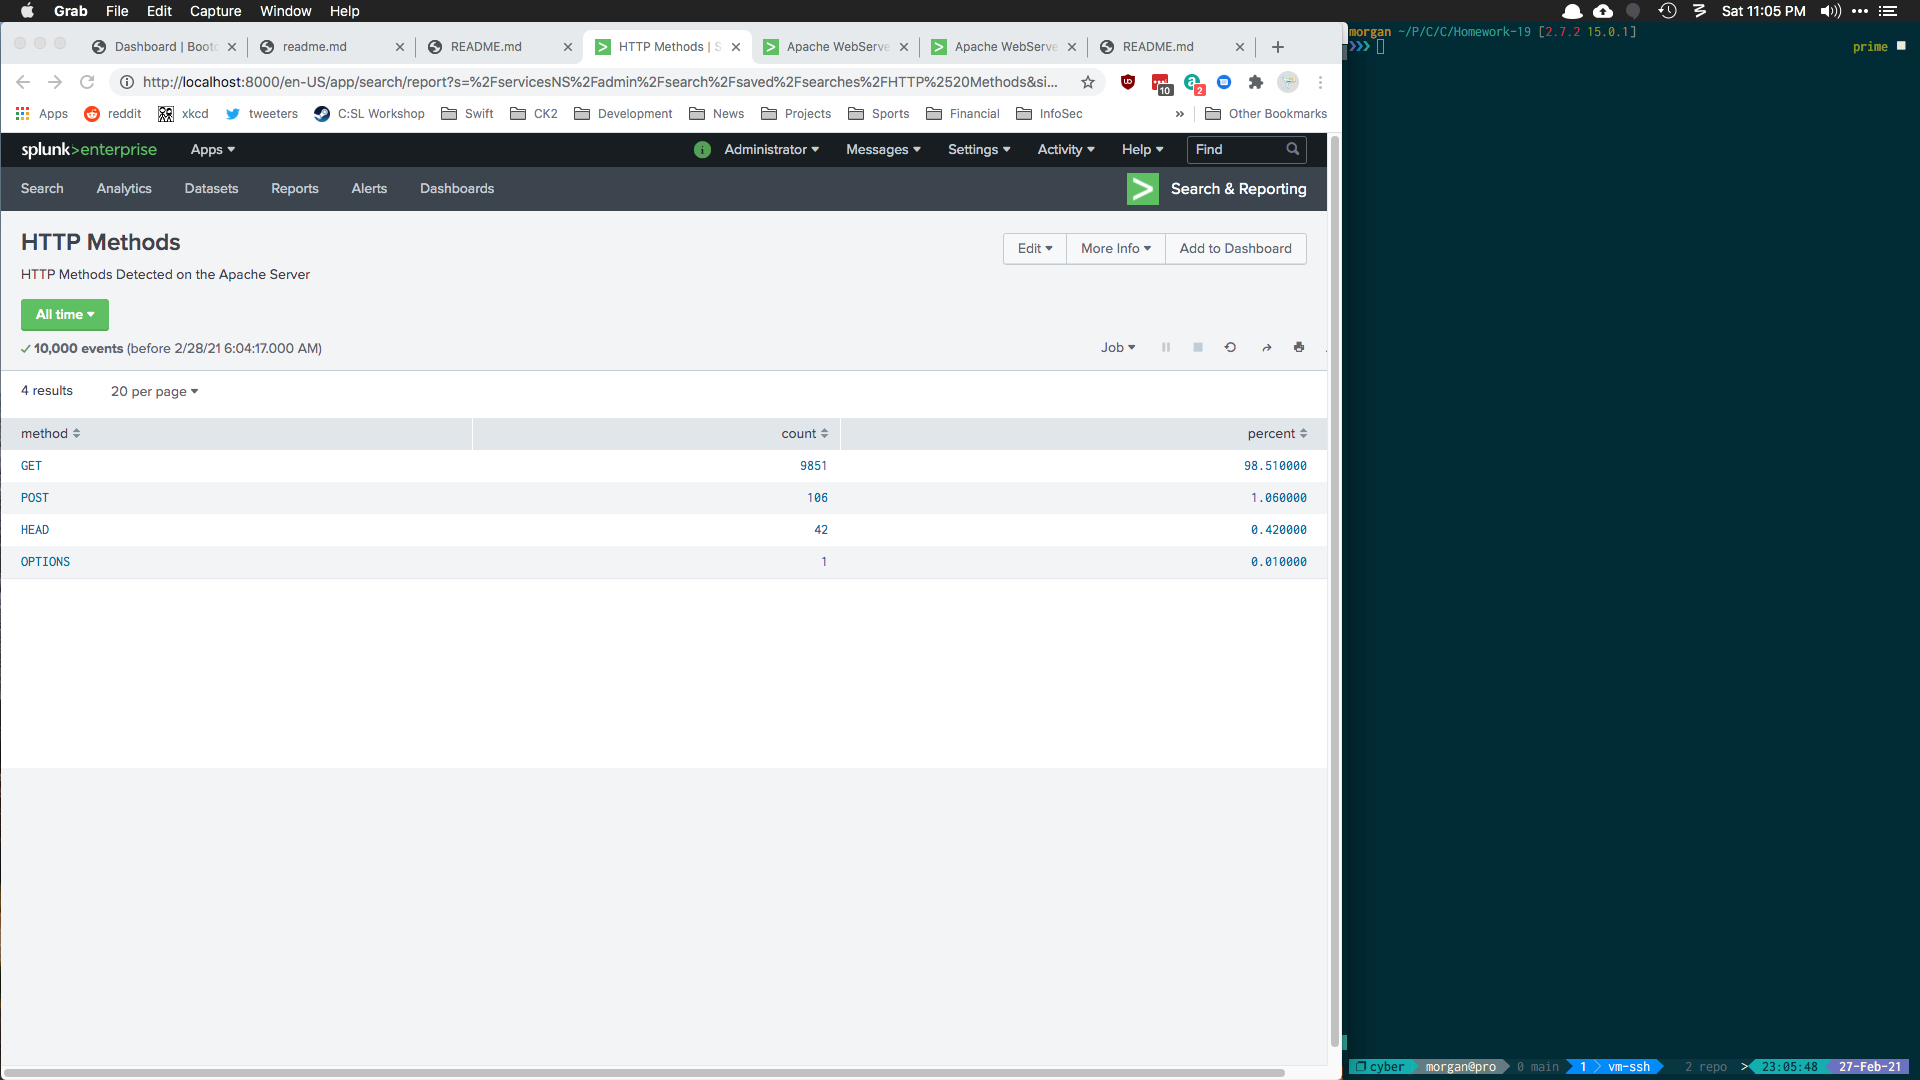 Grab File Edit Capture Window Help
Sat 11:05 PM
Dashboard | Bootc
readme.md
README.md
HTTP Methods | S
Apache WebServe
Apache WebServe
README.md
http://localhost:8000/en-US/app/search/report?s=%2FservicesNS%2Fadmin%2Fsearch%2Fsaved%2Fsearches%2FHTTP%2520Methods&si...
10
2
Apps reddit xkcd tweeters C:SL Workshop Swift CK2 Development News Projects Sports Financial InfoSec » Other Bookmarks
splunk>enterprise Apps Administrator Messages Settings Activity Help Find
Search Analytics Datasets Reports Alerts Dashboards Search & Reporting
HTTP Methods
Edit More Info Add to Dashboard
HTTP Methods Detected on the Apache Server
All time
10,000 events (before 2/28/21 6:04:17.000 AM)
Job
4 results 20 per page
method count percent
GET 9851 98.510000
POST 106 1.060000
HEAD 42 0.420000
OPTIONS 1 0.010000
morgan ~/P/C/C/Homework-19 [2.7.2 15.0.1]
❯❯❯
prime
cyber morgan@pro 0 main 1 vm-ssh 2 repo > 23:05:48 27-Feb-21